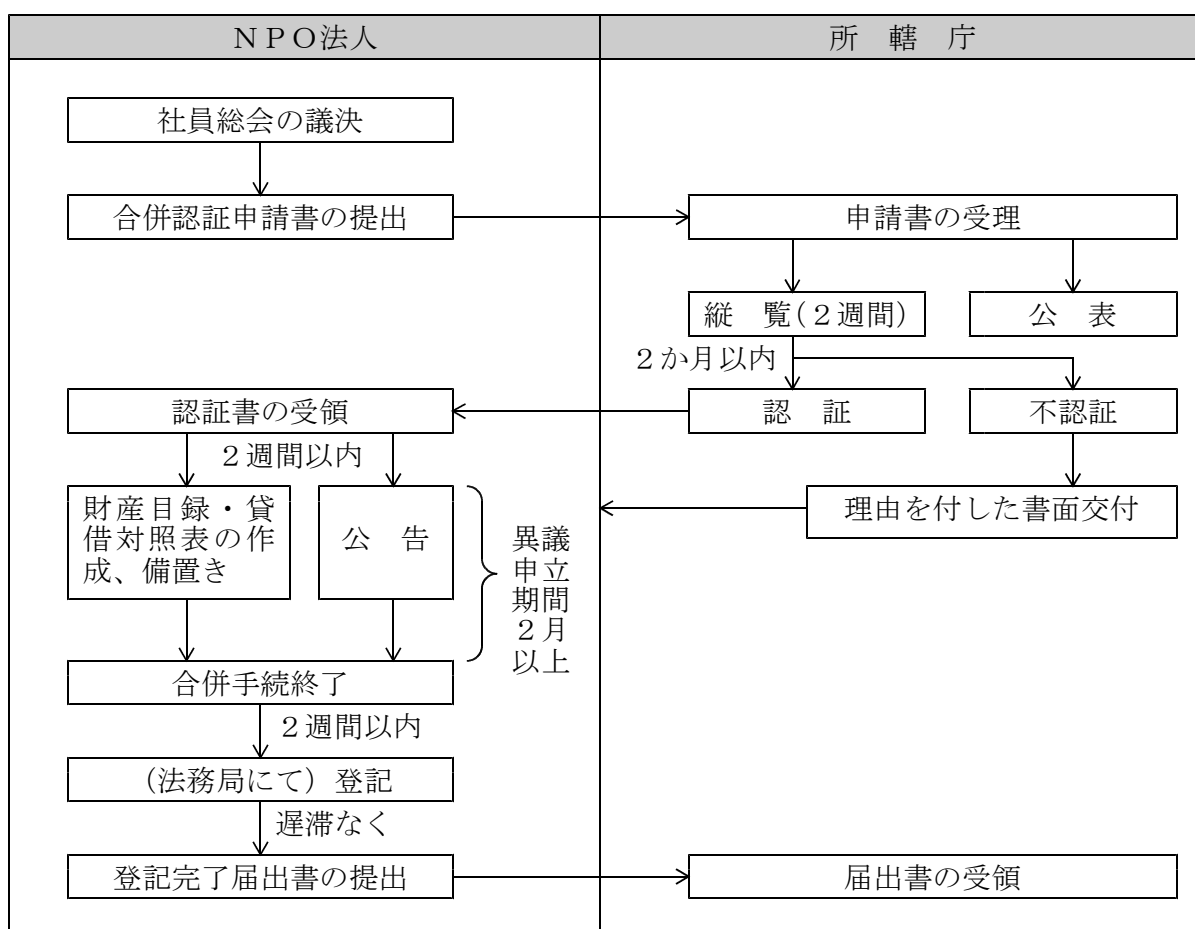 ＮＰＯ法人
所　轄　庁
社員総会の議決
合併認証申請書の提出
申請書の受理
縦　覧（２週間）
公　表
２か月以内
認証書の受領
認　証
不認証
２週間以内
財産目録・貸
借対照表の作
成、備置き
公　告
異議
申立
期間
２月
以上
理由を付した書面交付
合併手続終了
２週間以内
（法務局にて）登記
遅滞なく
登記完了届出書の提出
届出書の受領